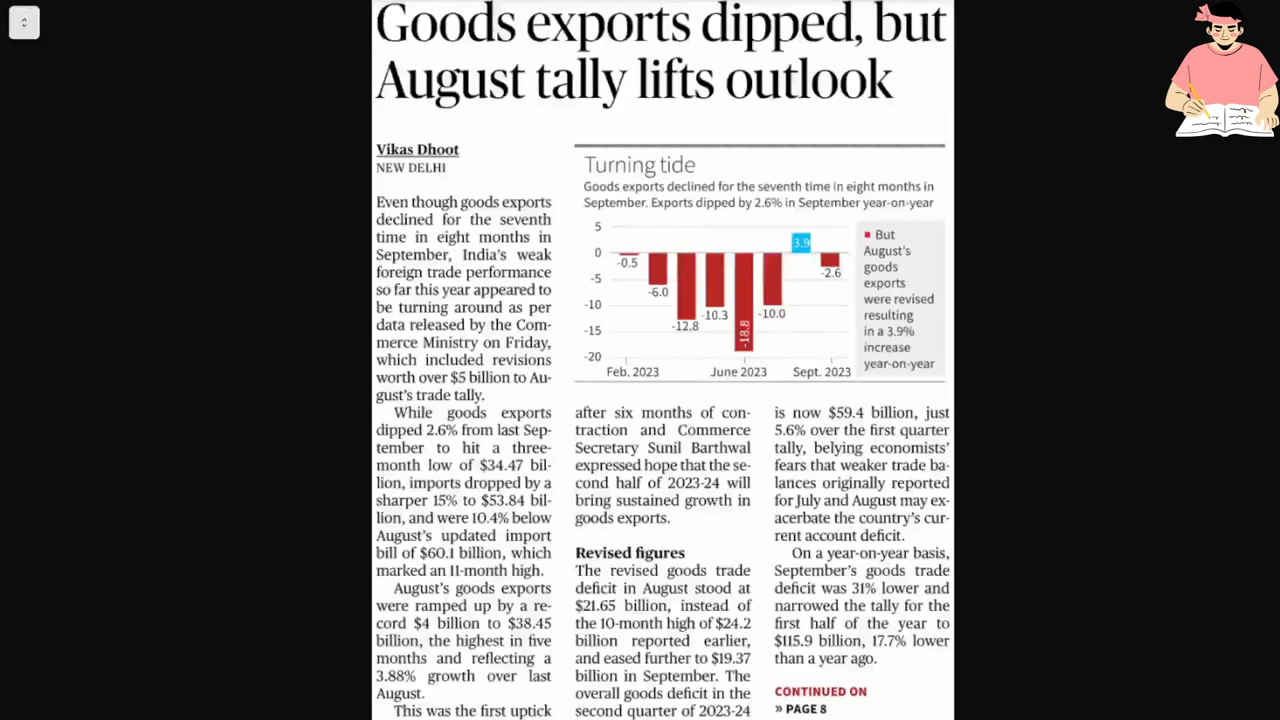 Goods exports dipped, but
August tally lifts outlook
Vikas Dhoot
NEW DELHI
Even though goods exports
declined for the seventh
time in eight months in
September, India's weak
foreign trade performance
so far this year appeared to
be turning around as per
data released by the Com-
merce Ministry on Friday,
which included revisions
worth over $5 billion to Au-
gust's trade tally.
While goods exports
dipped 2.6% from last Sep-
tember to hit a three-
month low of $34.47 bil-
lion, imports dropped by a
sharper 15% to $53.84 bil-
lion, and were 10.4% below
August's updated import
bill of $60.1 billion, which
marked an 11-month high.
August's goods exports
were ramped up by a re-
cord $4 billion to $38.45
billion, the highest in five
months and reflecting a
3.88% growth over last
August.
This was the first uptick
Turning tide
Goods exports declined for the seventh time in eight months in
September. Exports dipped by 2.6% in September year-on-year
5
0
-5
-10
-15
-20
-0.5
-6.0
-12.8
-10.3
-18.8
-10.0
3.9
-2.6
Feb. 2023
June 2023
Sept. 2023
But
August's
goods
exports
were revised
resulting
in a 3.9%
increase
year-on-year
after six months of con-
traction and Commerce
Secretary Sunil Barthwal
expressed hope that the se-
cond half of 2023-24 will
bring sustained growth in
goods exports.
Revised figures
The revised goods trade
deficit in August stood at
$21.65 billion, instead of
the 10-month high of $24.2
billion reported earlier,
and eased further to $19.37
billion in September. The
overall goods deficit in the
second quarter of 2023-24
is now $59.4 billion, just
5.6% over the first quarter
tally, belying economists'
fears that weaker trade ba-
lances originally reported
for July and August may ex-
acerbate the country's cur-
rent account deficit.
On a year-on-year basis,
September's goods trade
deficit was 31% lower and
narrowed the tally for the
first half of the year to
$115.9 billion, 17.7% lower
than a year ago.
CONTINUED ON
» PAGE 8